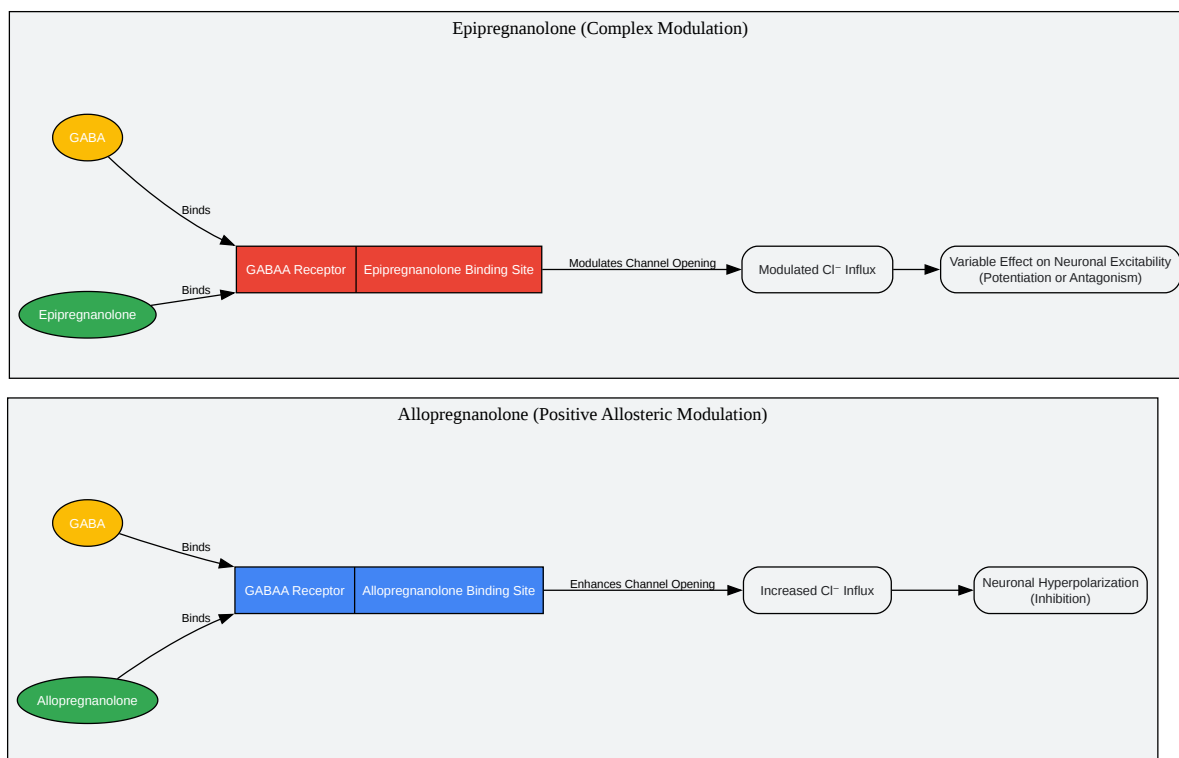 Epipregnanolone (Complex Modulation)
GABA
Binds
GABAA Receptor
Epipregnanolone Binding Site
Modulates Channel Opening
Modulated Cl⁻ Influx
Variable Effect on Neuronal Excitability
(Potentiation or Antagonism)
Binds
Epipregnanolone
Allopregnanolone (Positive Allosteric Modulation)
GABA
Binds
GABAA Receptor
Allopregnanolone Binding Site
Enhances Channel Opening
Increased Cl⁻ Influx
Neuronal Hyperpolarization
(Inhibition)
Binds
Allopregnanolone